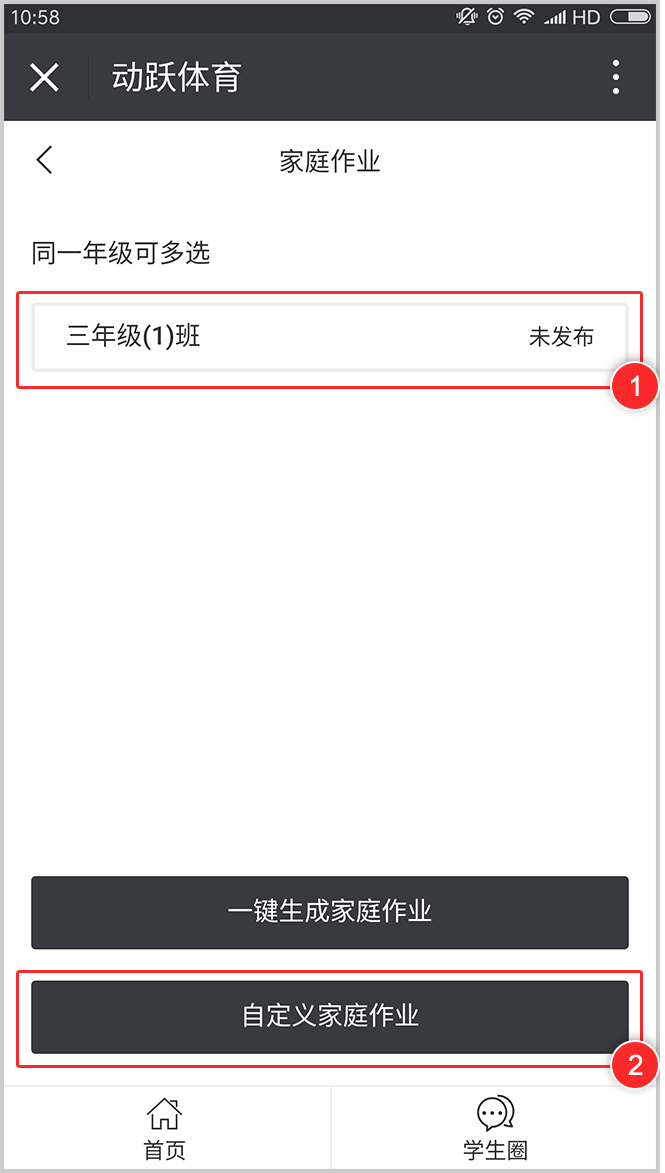 10:58 HD
动跃体育
家庭作业
同一年级可多选
三年级(1)班 未发布
1
一键生成家庭作业
自定义家庭作业
2
首页 学生圈